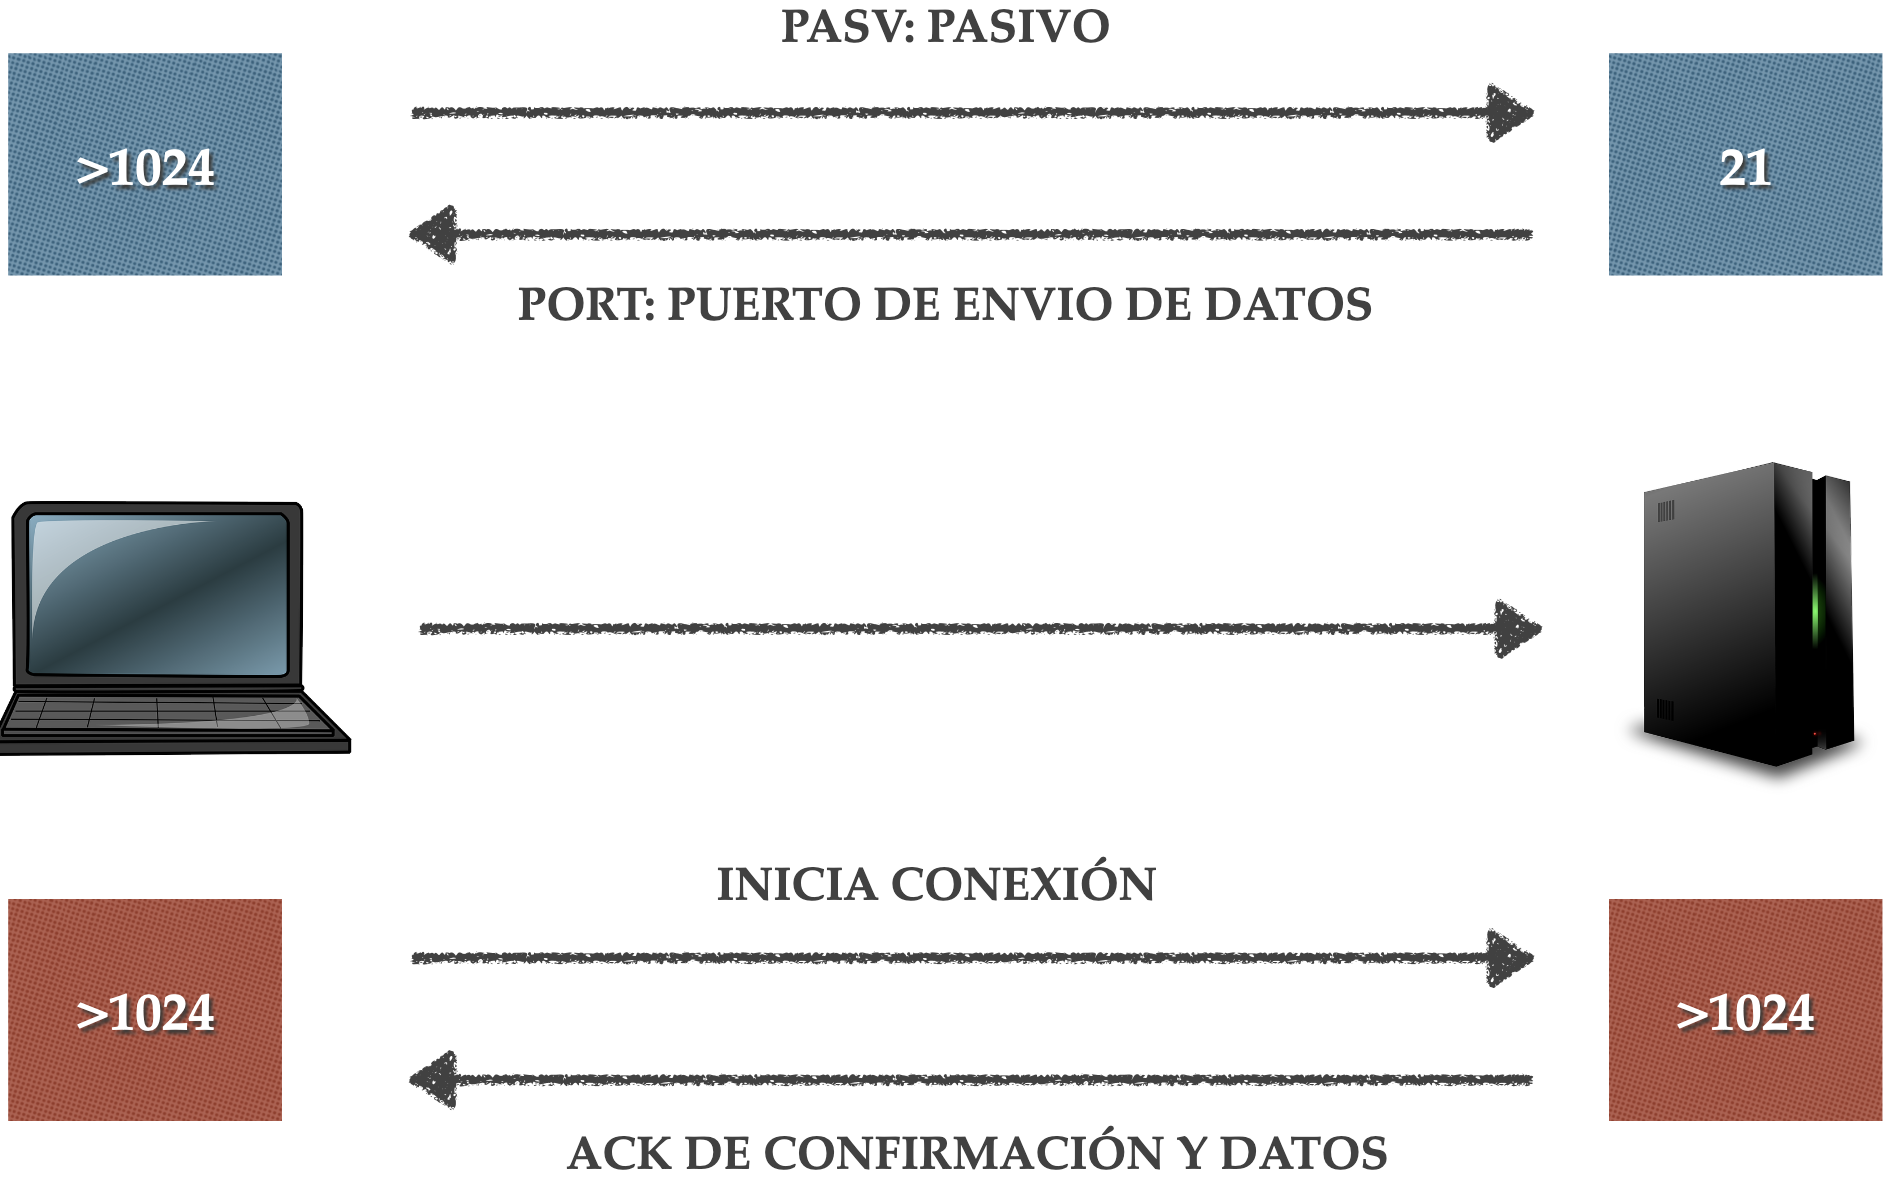 PASV: PASIVO
>1024
21
PORT: PUERTO DE ENVIO DE DATOS
INICIA CONEXIÓN
>1024
>1024
ACK DE CONFIRMACIÓN Y DATOS